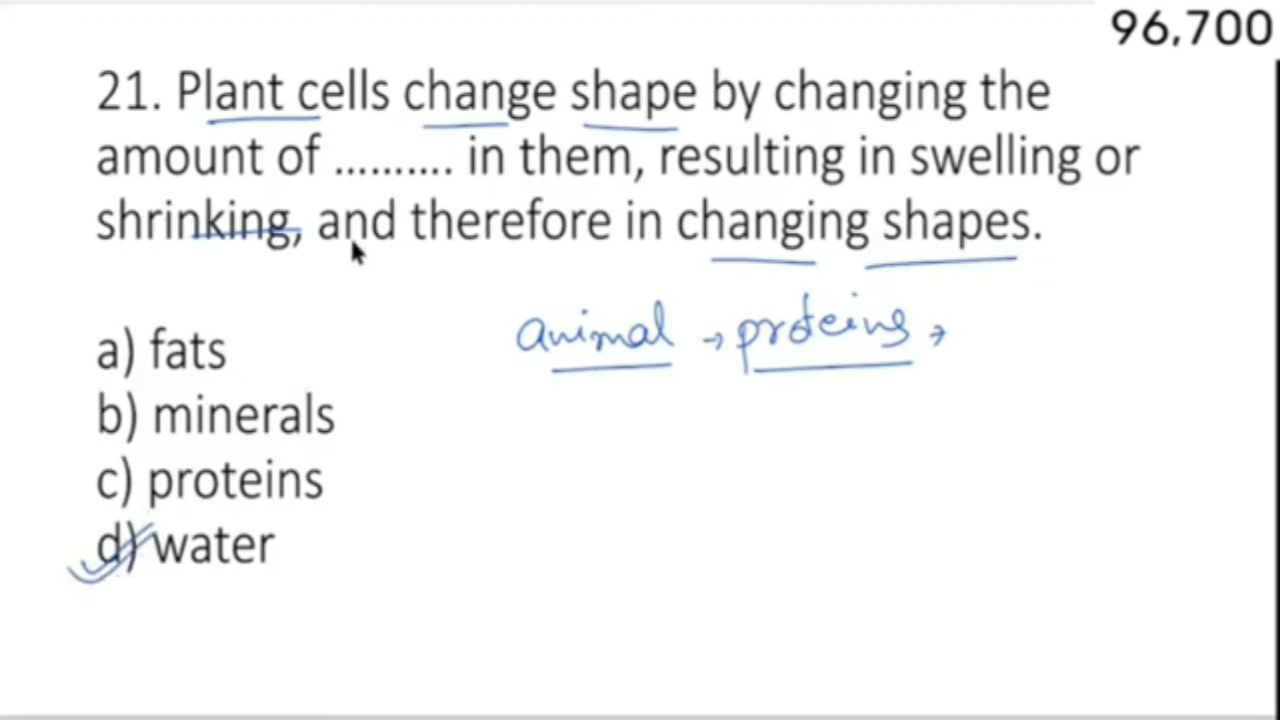 96,700
21. Plant cells change shape by changing the
amount of .......... in them, resulting in swelling or
shrinking, and therefore in changing shapes.
a) fats
animal → proteins →
b) minerals
c) proteins
d) water